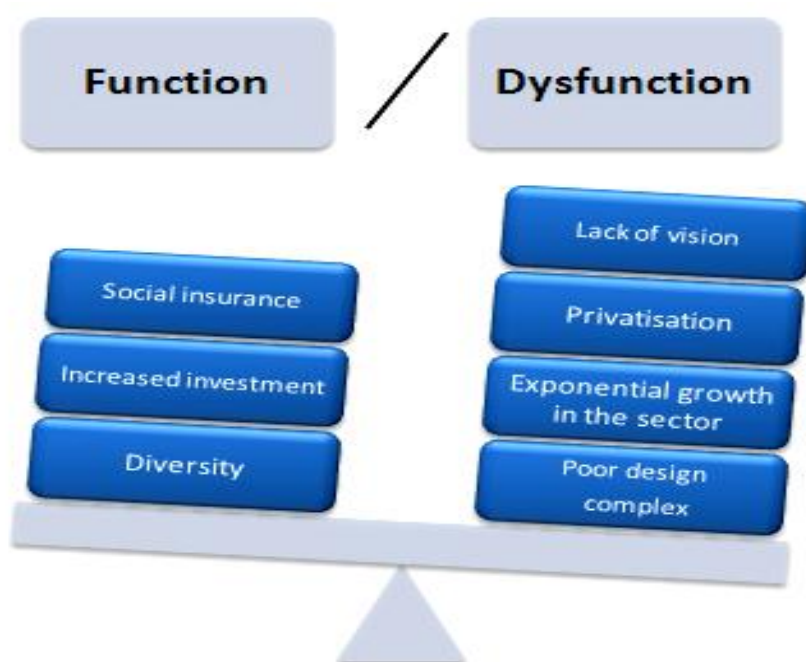 Function / Dysfunction
Social insurance
Increased investment
Diversity
Lack of vision
Privatisation
Exponential growth
in the sector
Poor design
complex